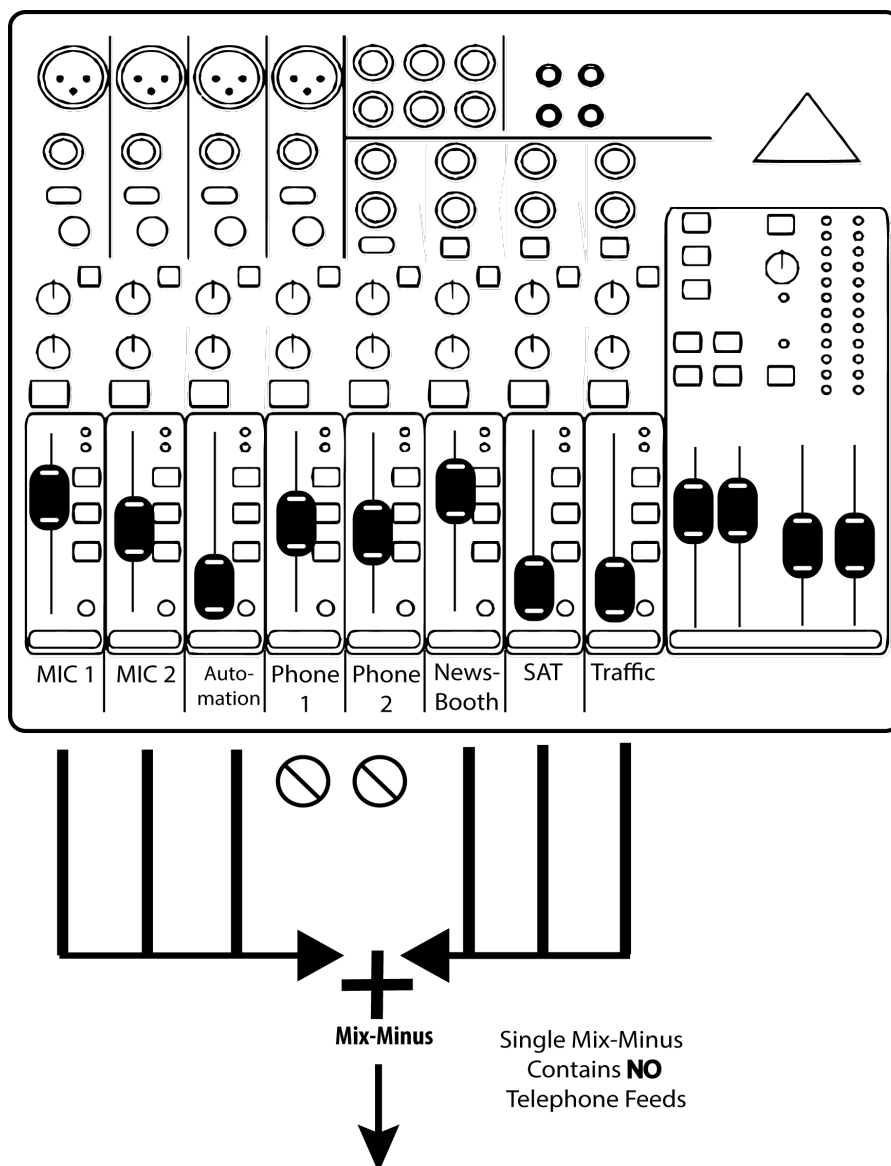 MIC 1
MIC 2
Auto-
mation
Phone
1
Phone
2
News-
Booth
SAT
Traffic
Mix-Minus
Single Mix-Minus
Contains NO
Telephone Feeds